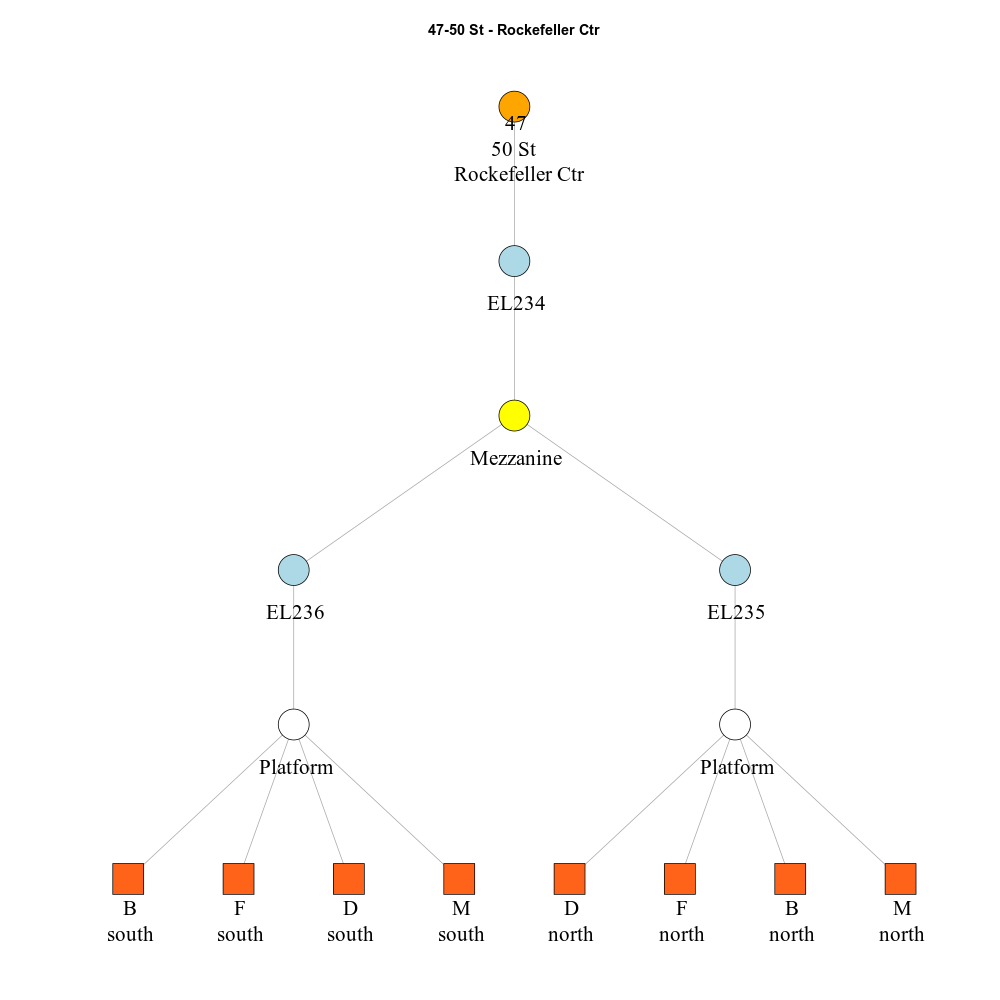 47-50 St - Rockefeller Ctr
47
50 St
Rockefeller Ctr
EL234
Mezzanine
EL236
EL235
Platform
Platform
B
south
F
south
D
south
M
south
D
north
F
north
B
north
M
north